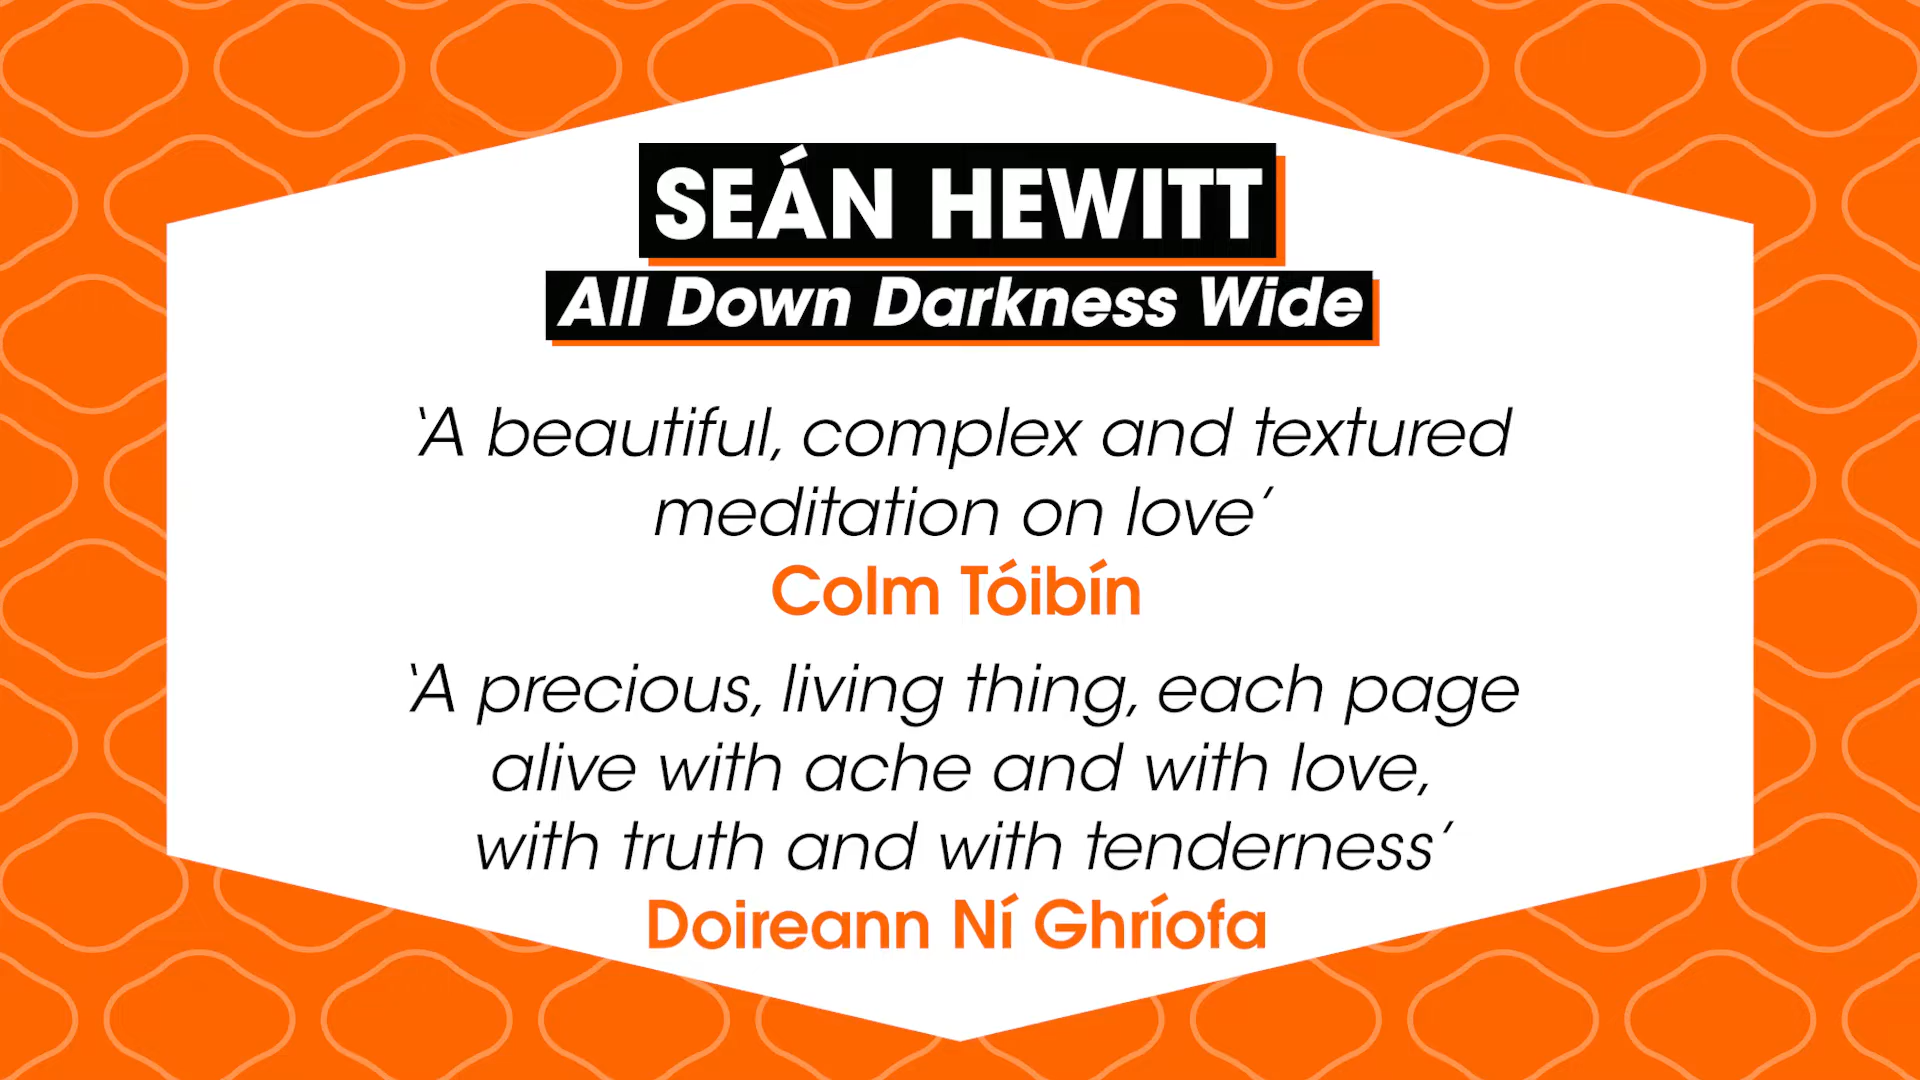 SEÁN HEWITT
All Down Darkness Wide
‘A beautiful, complex and textured
meditation on love’
Colm Tóibín
‘A precious, living thing, each page
alive with ache and with love,
with truth and with tenderness’
Doireann Ní Ghríofa